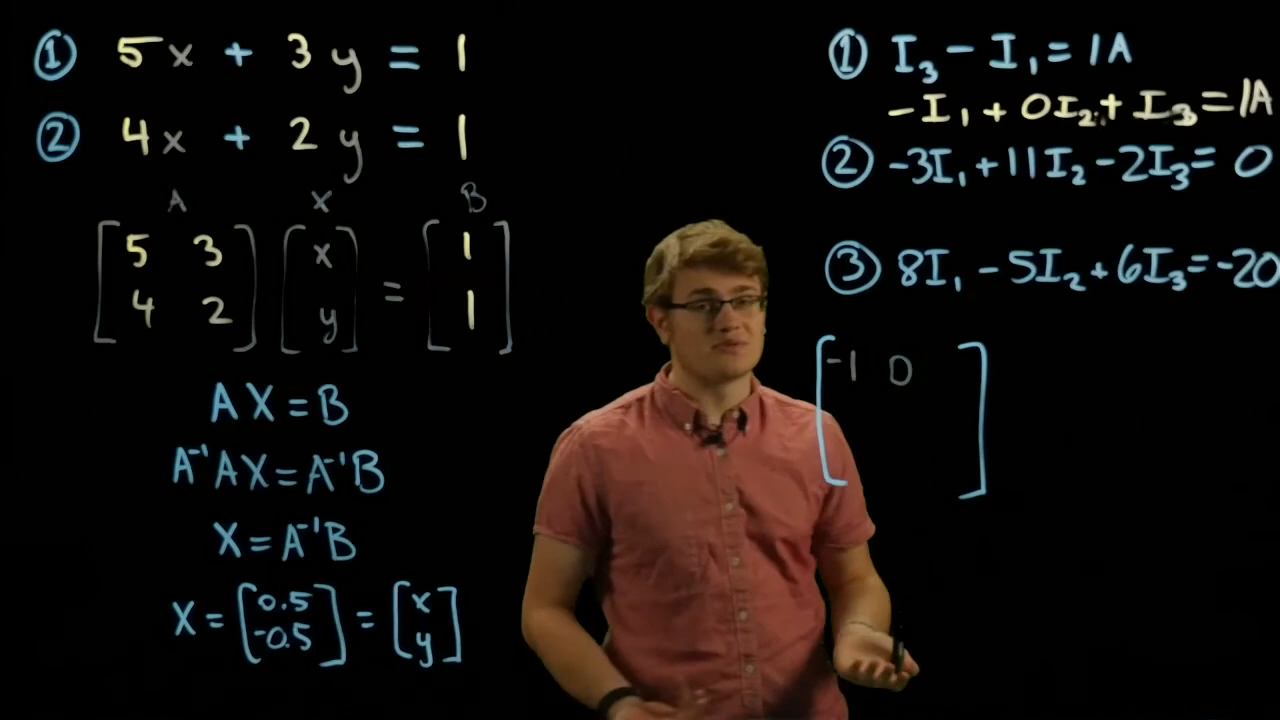 ① 5x + 3y = 1
② 4x + 2y = 1
A X B
[5 3] [x] = [1]
[4 2] [y] [1]
AX = B
A⁻¹AX = A⁻¹B
X = A⁻¹B
X = [0.5] = [x]
[-0.5] [y]
① I₃ - I₁ = 1A
-I₁ + 0I₂ + I₃ = 1A
② -3I₁ + 11I₂ - 2I₃ = 0
③ 8I₁ - 5I₂ + 6I₃ = -20
[-1 0 ]